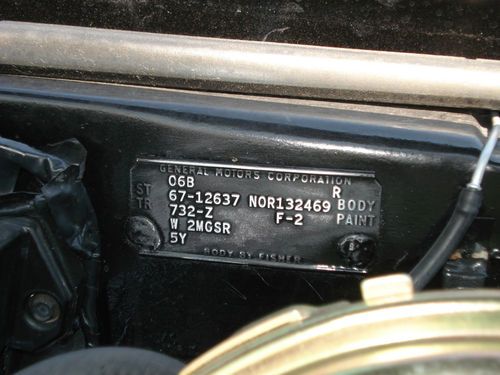 GENERAL MOTORS CORPORATION
06B R
ST 67-12637 NOR132469 BODY
TR 732-Z F-2 PAINT
W 2MGSR
5Y
BODY BY FISHER